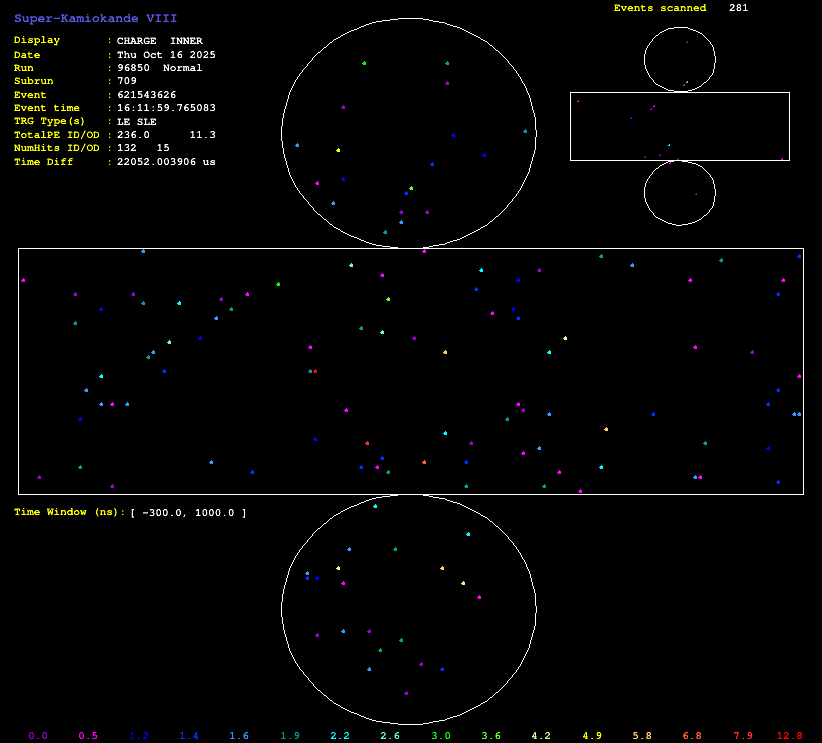 Super-Kamiokande VIII
Events scanned 281
Display : CHARGE INNER
Date : Thu Oct 16 2025
Run : 96850 Normal
Subrun : 709
Event : 621543626
Event time : 16:11:59.765083
TRG Type(s) : LE SLE
TotalPE ID/OD : 236.0 11.3
NumHits ID/OD : 132 15
Time Diff : 22052.003906 us
Time Window (ns): [ -300.0, 1000.0 ]
0.0 0.5 1.2 1.4 1.6 1.9 2.2 2.6 3.0 3.6 4.2 4.9 5.8 6.8 7.9 12.8